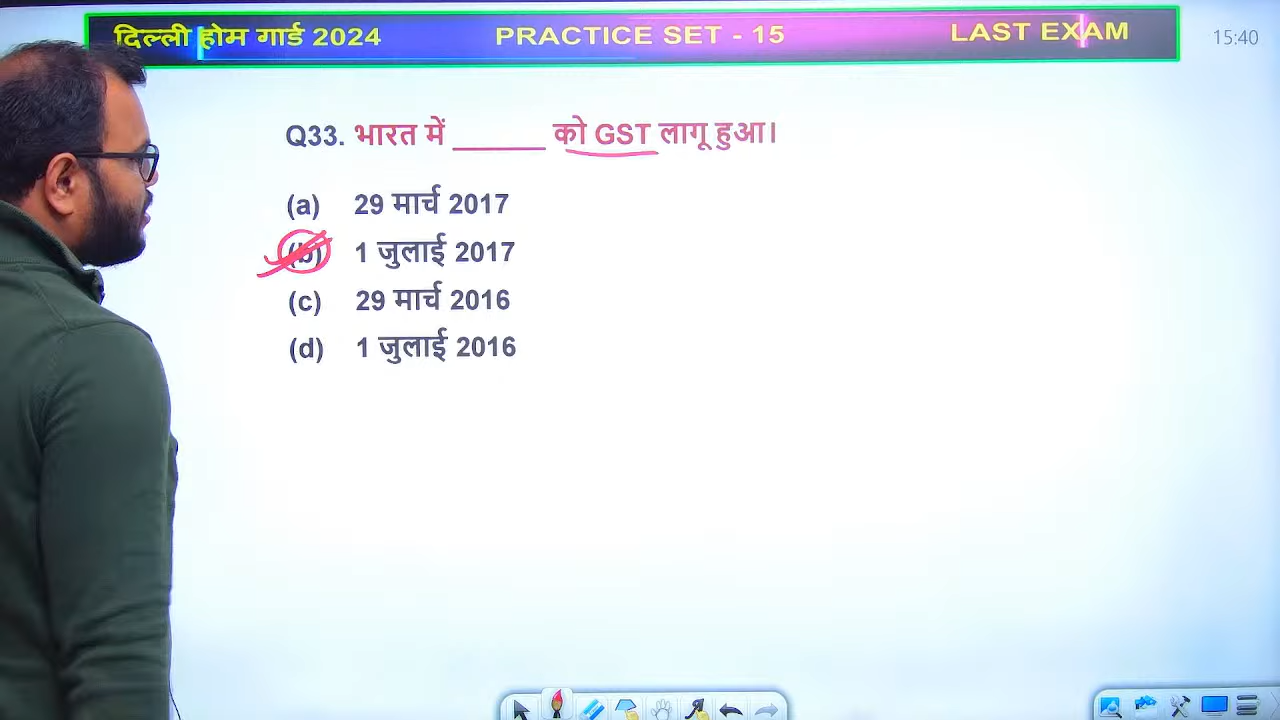 दिल्ली होम गार्ड 2024 PRACTICE SET - 15 LAST EXAM 15:40
Q33. भारत में ______ को GST लागू हुआ।
(a) 29 मार्च 2017
(b) 1 जुलाई 2017
(c) 29 मार्च 2016
(d) 1 जुलाई 2016